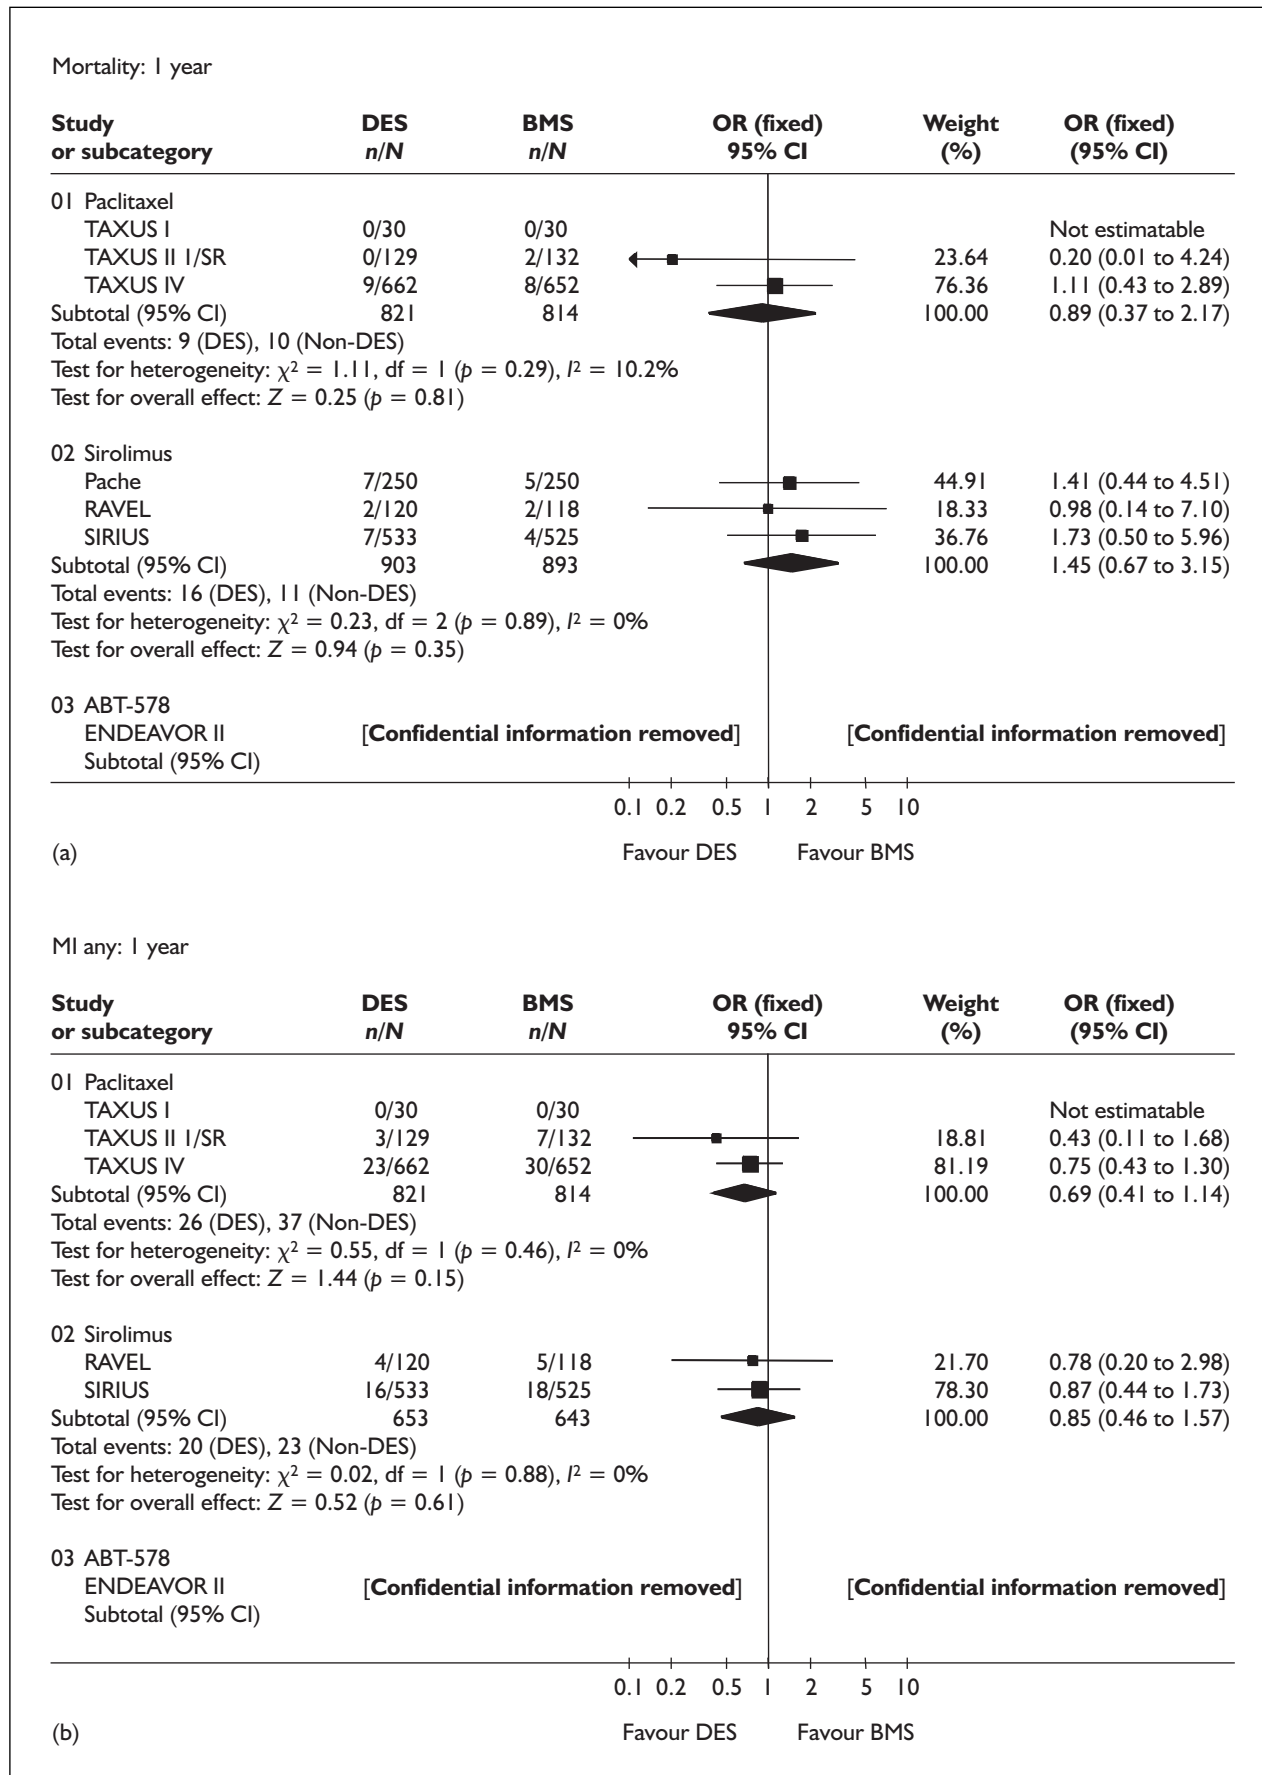 Mortality: 1 year
Study DES BMS OR (fixed) Weight OR (fixed)
or subcategory n/N n/N 95% CI (%) (95% CI)
01 Paclitaxel
TAXUS I 0/30 0/30 Not estimatable
TAXUS II 1/SR 0/129 2/132 23.64 0.20 (0.01 to 4.24)
TAXUS IV 9/662 8/652 76.36 1.11 (0.43 to 2.89)
Subtotal (95% CI) 821 814 100.00 0.89 (0.37 to 2.17)
Total events: 9 (DES), 10 (Non-DES)
Test for heterogeneity: χ² = 1.11, df = 1 (p = 0.29), I² = 10.2%
Test for overall effect: Z = 0.25 (p = 0.81)
02 Sirolimus
Pache 7/250 5/250 44.91 1.41 (0.44 to 4.51)
RAVEL 2/120 2/118 18.33 0.98 (0.14 to 7.10)
SIRIUS 7/533 4/525 36.76 1.73 (0.50 to 5.96)
Subtotal (95% CI) 903 893 100.00 1.45 (0.67 to 3.15)
Total events: 16 (DES), 11 (Non-DES)
Test for heterogeneity: χ² = 0.23, df = 2 (p = 0.89), I² = 0%
Test for overall effect: Z = 0.94 (p = 0.35)
03 ABT-578
ENDEAVOR II [Confidential information removed] [Confidential information removed]
Subtotal (95% CI)
0.1 0.2 0.5 1 2 5 10
(a) Favour DES Favour BMS
MI any: 1 year
Study DES BMS OR (fixed) Weight OR (fixed)
or subcategory n/N n/N 95% CI (%) (95% CI)
01 Paclitaxel
TAXUS I 0/30 0/30 Not estimatable
TAXUS II 1/SR 3/129 7/132 18.81 0.43 (0.11 to 1.68)
TAXUS IV 23/662 30/652 81.19 0.75 (0.43 to 1.30)
Subtotal (95% CI) 821 814 100.00 0.69 (0.41 to 1.14)
Total events: 26 (DES), 37 (Non-DES)
Test for heterogeneity: χ² = 0.55, df = 1 (p = 0.46), I² = 0%
Test for overall effect: Z = 1.44 (p = 0.15)
02 Sirolimus
RAVEL 4/120 5/118 21.70 0.78 (0.20 to 2.98)
SIRIUS 16/533 18/525 78.30 0.87 (0.44 to 1.73)
Subtotal (95% CI) 653 643 100.00 0.85 (0.46 to 1.57)
Total events: 20 (DES), 23 (Non-DES)
Test for heterogeneity: χ² = 0.02, df = 1 (p = 0.88), I² = 0%
Test for overall effect: Z = 0.52 (p = 0.61)
03 ABT-578
ENDEAVOR II [Confidential information removed] [Confidential information removed]
Subtotal (95% CI)
0.1 0.2 0.5 1 2 5 10
(b) Favour DES Favour BMS